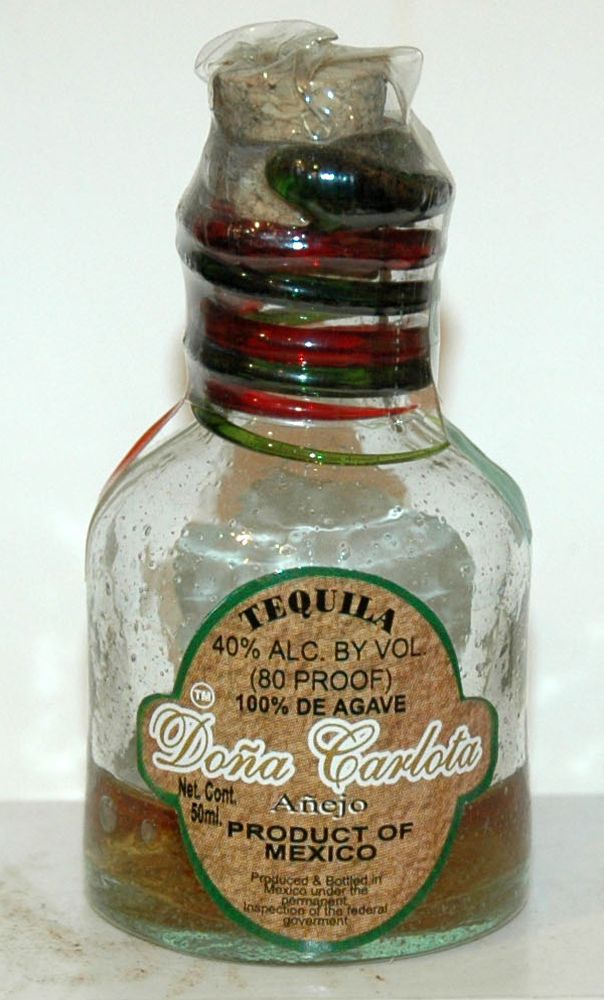 TEQUILA
40% ALC. BY VOL.
(80 PROOF)
100% DE AGAVE
TM
Doña Carlota
Net. Cont.
50ml.
Añejo
PRODUCT OF
MEXICO
Produced & Bottled in
Mexico under the
permanent
Inspection of the federal
goverment